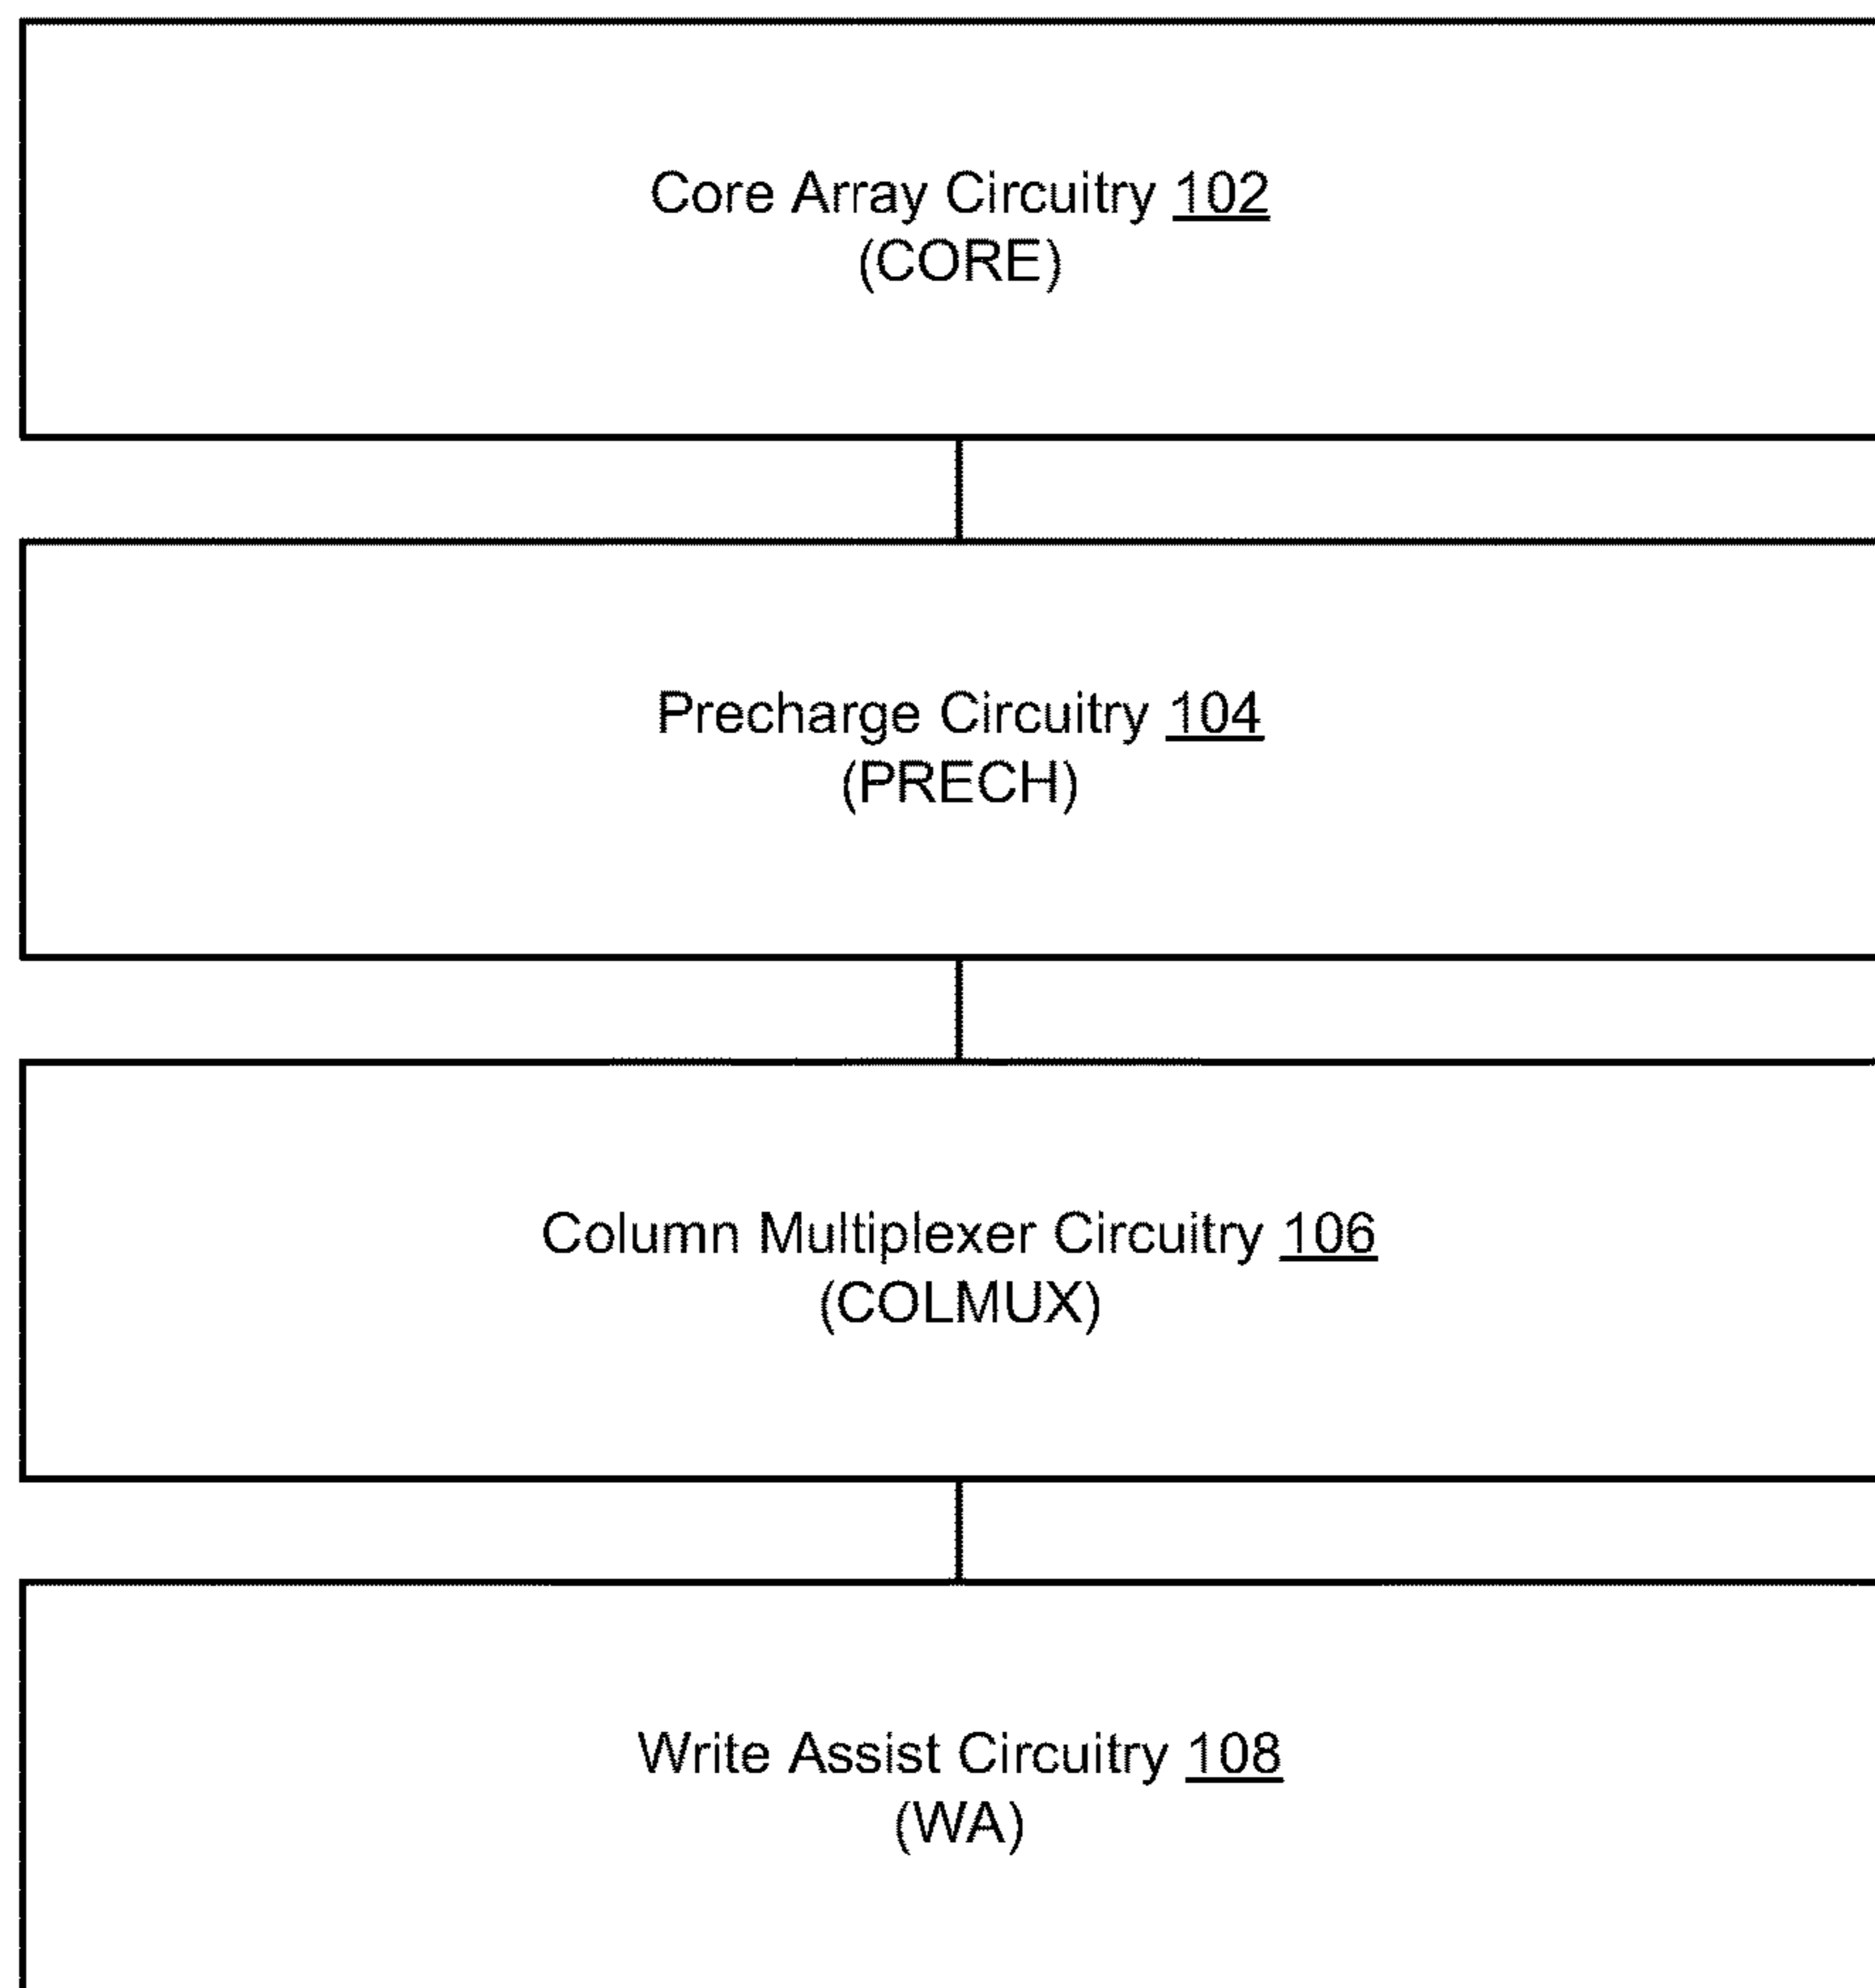 Core Array Circuitry 102
(CORE)
Precharge Circuitry 104
(PRECH)
Column Multiplexer Circuitry 106
(COLMUX)
Write Assist Circuitry 108
(WA)